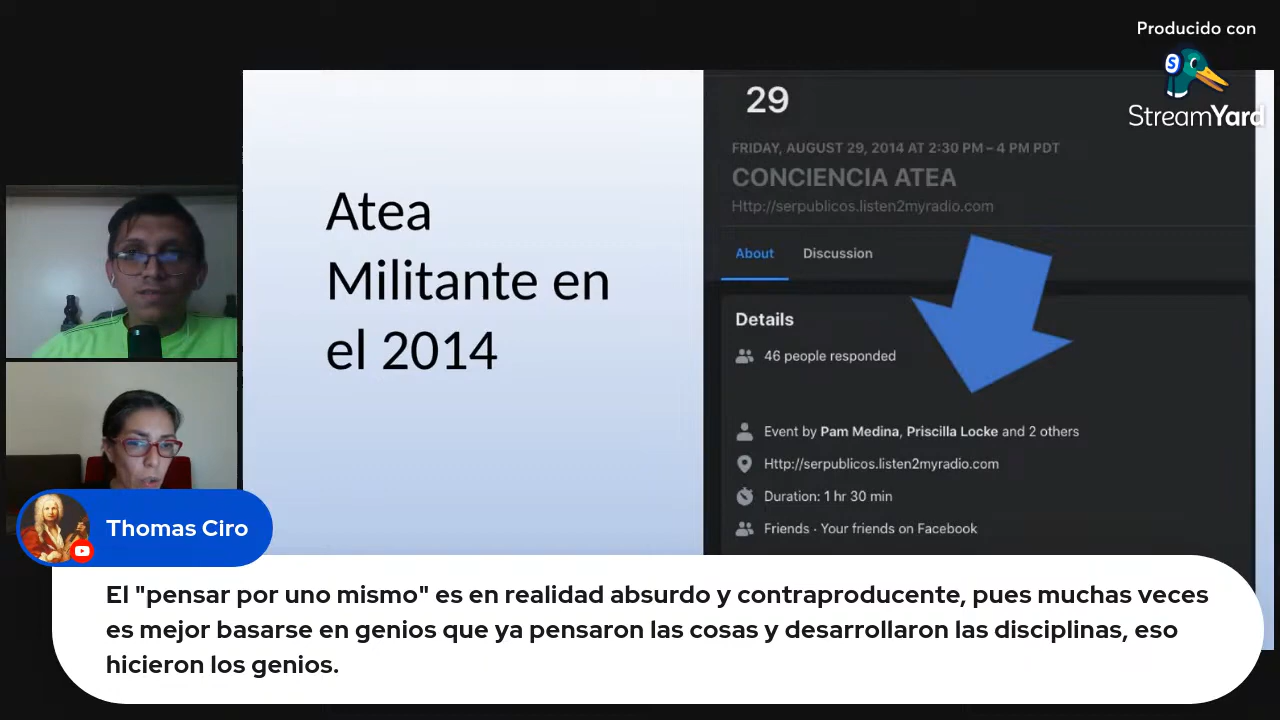 Producido con
StreamYard
Atea
Militante en
el 2014
29
FRIDAY, AUGUST 29, 2014 AT 2:30 PM – 4 PM PDT
CONCIENCIA ATEA
Http://serpublicos.listen2myradio.com
About Discussion
Details
46 people responded
Event by Pam Medina, Priscilla Locke and 2 others
Http://serpublicos.listen2myradio.com
Duration: 1 hr 30 min
Friends · Your friends on Facebook
Thomas Ciro
El "pensar por uno mismo" es en realidad absurdo y contraproducente, pues muchas veces
es mejor basarse en genios que ya pensaron las cosas y desarrollaron las disciplinas, eso
hicieron los genios.